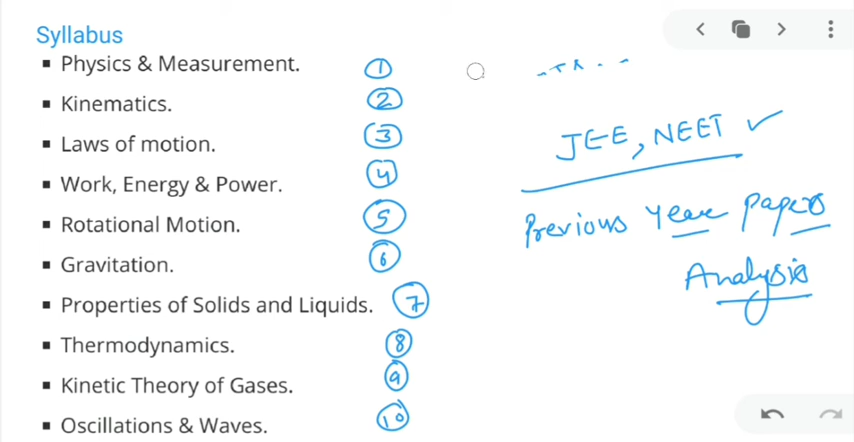 Syllabus
▪ Physics & Measurement. ①
▪ Kinematics. ②
▪ Laws of motion. ③
▪ Work, Energy & Power. ④
▪ Rotational Motion. ⑤
▪ Gravitation. ⑥
▪ Properties of Solids and Liquids. ⑦
▪ Thermodynamics. ⑧
▪ Kinetic Theory of Gases. ⑨
▪ Oscillations & Waves. ⑩
JEE, NEET ✓
Previous Year Papers
Analysis